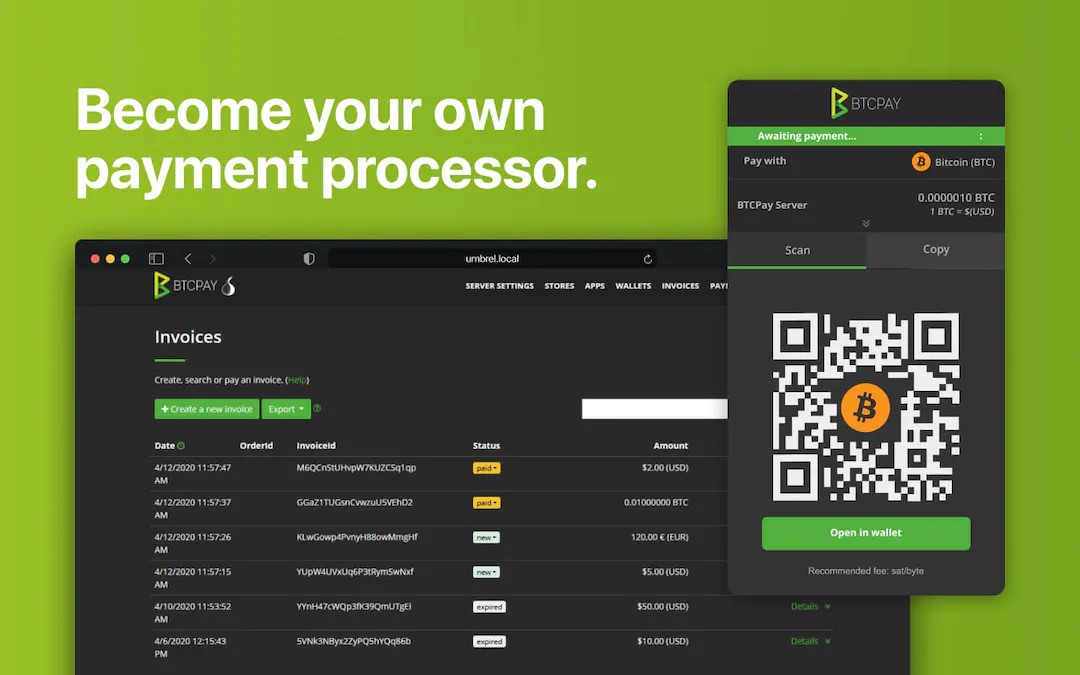 Become your own
payment processor.
umbrel.local
BTCPAY
SERVER SETTINGS STORES APPS WALLETS INVOICES
Invoices
Create, search or pay an invoice. (Help)
+ Create a new invoice Export
Date OrderId InvoiceId Status Amount
4/12/2020 11:57:47 M6QCnStUHvpW7KUZCSq1qp paid $2.00 (USD)
AM
4/12/2020 11:57:37 GGaZ1TUGsnCvwzuU5VEhD2 paid 0.01000000 BTC
AM
4/12/2020 11:57:26 KLwGowp4PvnyH88owMmgHf new 120.00 € (EUR)
AM
4/12/2020 11:57:15 YUpW4UVxUq6P3tRymSwNxf new $5.00 (USD)
AM
4/10/2020 11:53:52 YYnH47cWQp3fK39QmUTgEi expired $50.00 (USD) Details
AM
4/6/2020 12:15:43 5VNk3NByx2ZyPQ5hYQq86b expired $10.00 (USD) Details
PM
BTCPAY
Awaiting payment... :
Pay with Bitcoin (BTC)
BTCPay Server 0.0000010 BTC
1 BTC = $(USD)
Scan Copy
Open in wallet
Recommended fee: sat/byte